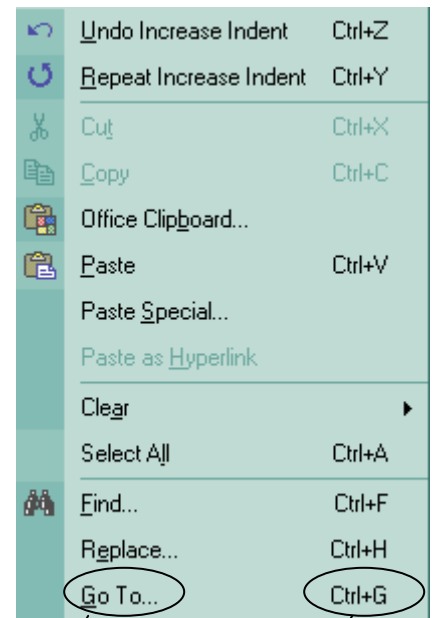 Undo Increase Indent Ctrl+Z
Repeat Increase Indent Ctrl+Y
Cut Ctrl+X
Copy Ctrl+C
Office Clipboard...
Paste Ctrl+V
Paste Special...
Paste as Hyperlink
Clear
Select All Ctrl+A
Find... Ctrl+F
Replace... Ctrl+H
Go To... Ctrl+G